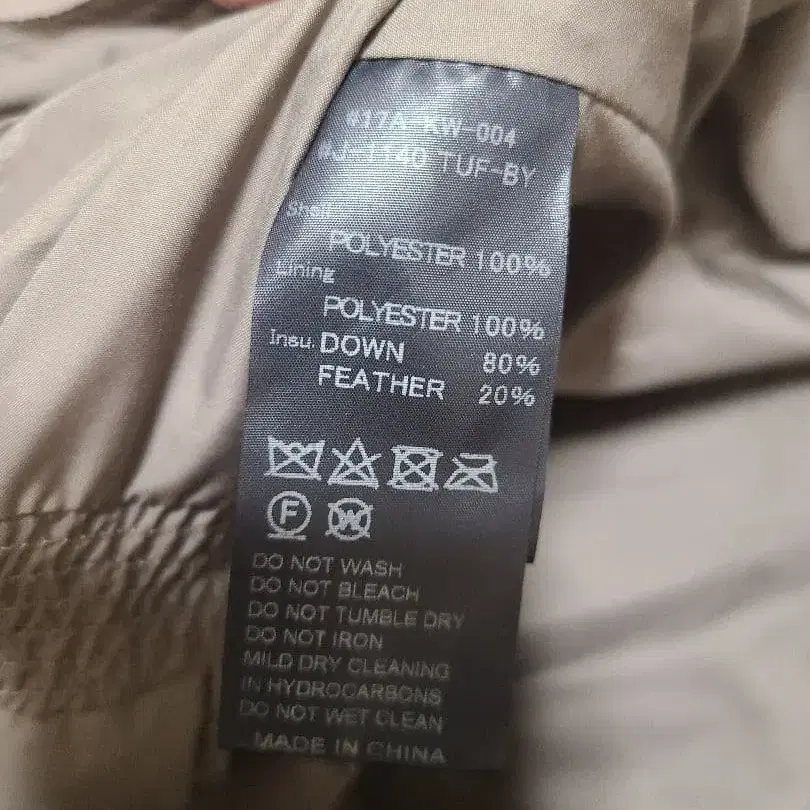 #17A-KW-004
#J-1140 TUF-BY
Shell
POLYESTER 100%
Lining
POLYESTER 100%
Insu. DOWN 80%
FEATHER 20%
F W
DO NOT WASH
DO NOT BLEACH
DO NOT TUMBLE DRY
DO NOT IRON
MILD DRY CLEANING
IN HYDROCARBONS
DO NOT WET CLEAN
MADE IN CHINA